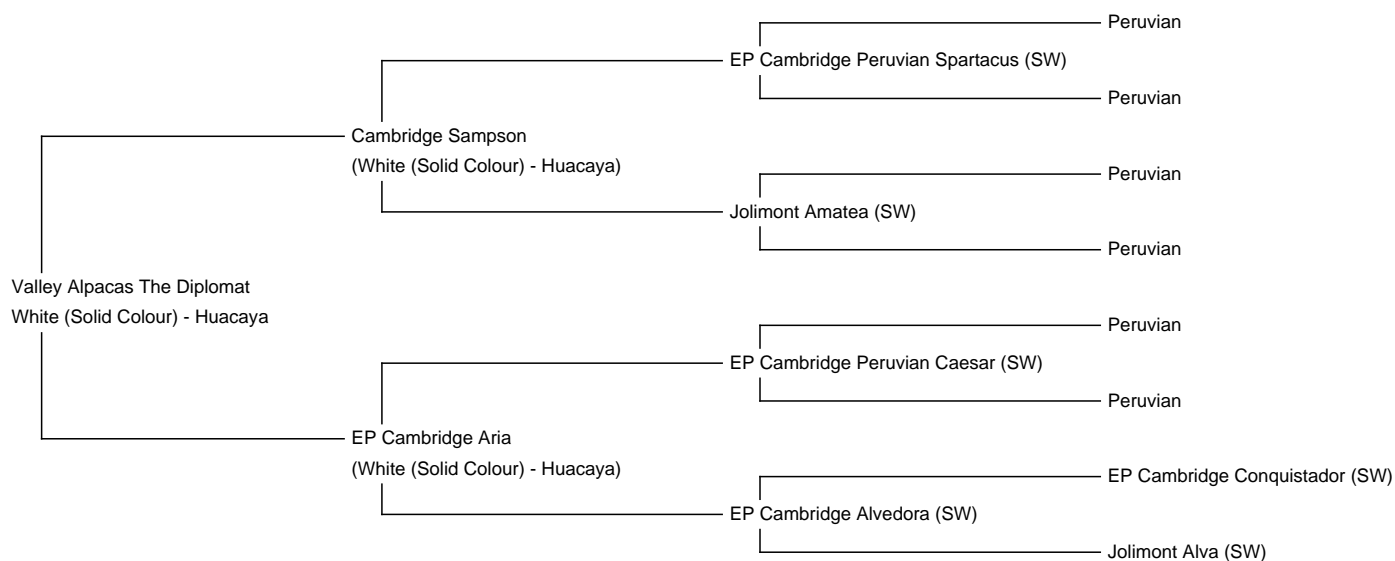 Peruvian
EP Cambridge Peruvian Spartacus (SW)
Peruvian
Cambridge Sampson
(White (Solid Colour) - Huacaya)
Peruvian
Jolimont Amatea (SW)
Peruvian
Valley Alpacas The Diplomat
White (Solid Colour) - Huacaya
Peruvian
EP Cambridge Peruvian Caesar (SW)
Peruvian
EP Cambridge Aria
(White (Solid Colour) - Huacaya)
EP Cambridge Conquistador (SW)
EP Cambridge Alvedora (SW)
Jolimont Alva (SW)